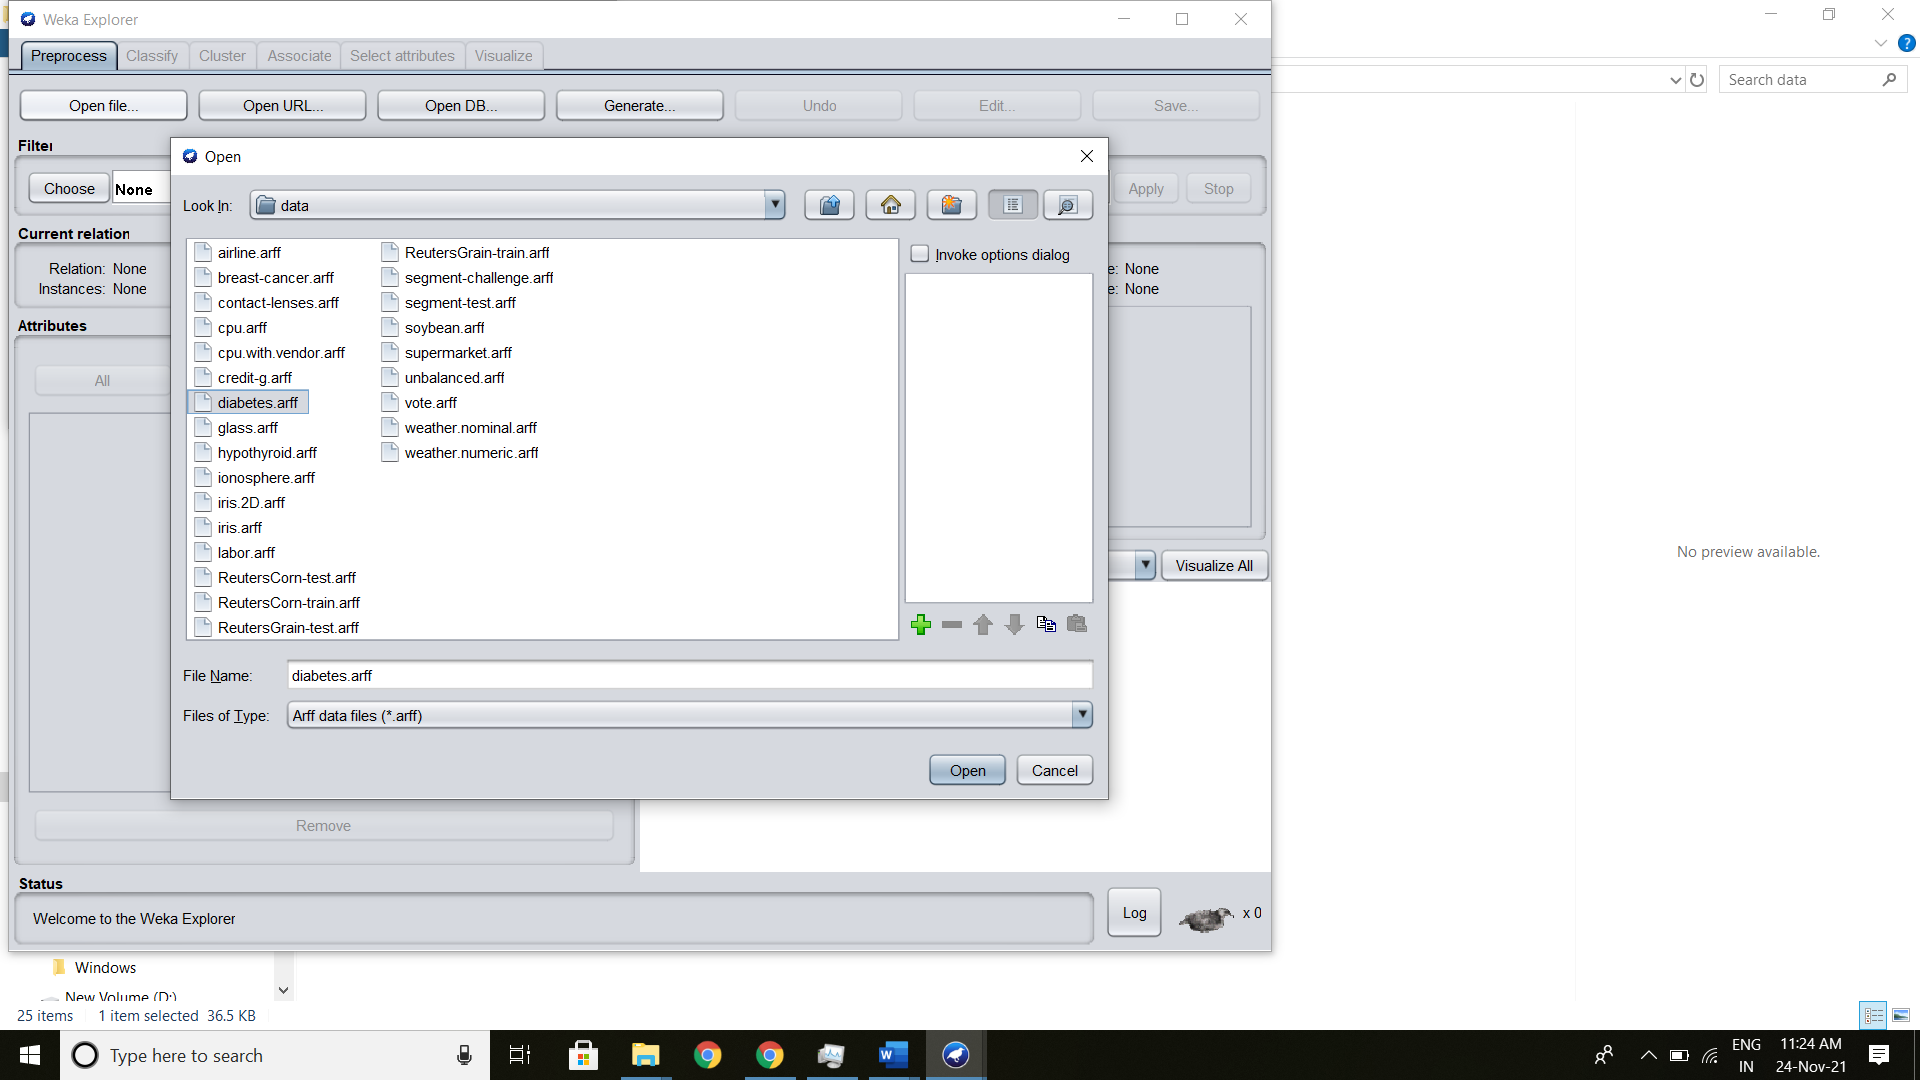 Weka Explorer
Preprocess Classify Cluster Associate Select attributes Visualize
Open file... Open URL... Open DB... Generate... Undo Edit... Save...
Search data
Filter
Choose None Apply Stop
Current relation
Relation: None
Instances: None
e: None
e: None
Attributes
All
Visualize All
Remove
Open
Look In: data
airline.arff
breast-cancer.arff
contact-lenses.arff
cpu.arff
cpu.with.vendor.arff
credit-g.arff
diabetes.arff
glass.arff
hypothyroid.arff
ionosphere.arff
iris.2D.arff
iris.arff
labor.arff
ReutersCorn-test.arff
ReutersCorn-train.arff
ReutersGrain-test.arff
ReutersGrain-train.arff
segment-challenge.arff
segment-test.arff
soybean.arff
supermarket.arff
unbalanced.arff
vote.arff
weather.nominal.arff
weather.numeric.arff
Invoke options dialog
File Name: diabetes.arff
Files of Type: Arff data files (*.arff)
Open Cancel
No preview available.
Status
Welcome to the Weka Explorer
Log x 0
Windows
New Volume (D:)
25 items 1 item selected 36.5 KB
Type here to search
ENG
IN
11:24 AM
24-Nov-21